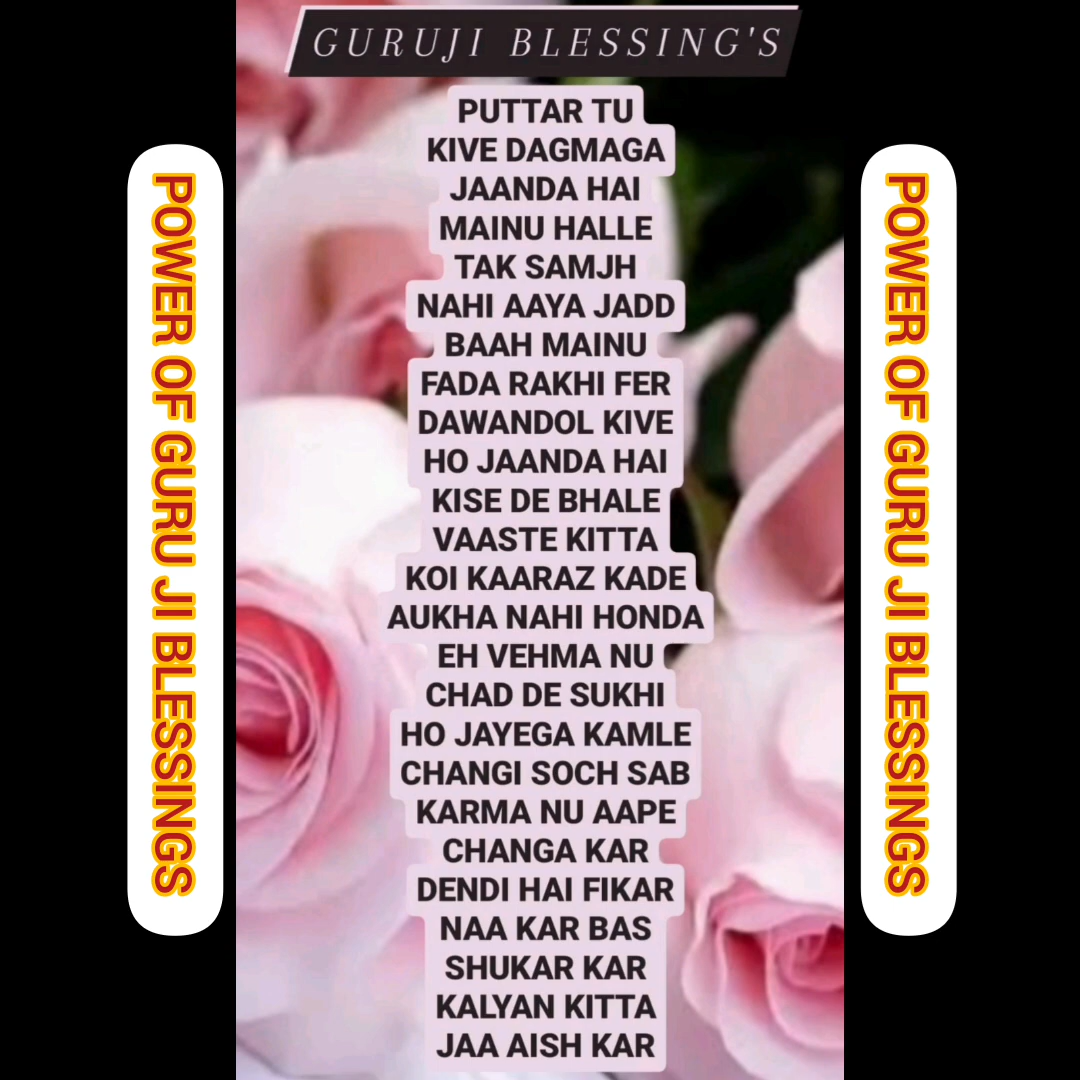 GURUJI BLESSING'S
PUTTAR TU
KIVE DAGMAGA
JAANDA HAI
MAINU HALLE
TAK SAMJH
NAHI AAYA JADD
BAAH MAINU
FADA RAKHI FER
DAWANDOL KIVE
HO JAANDA HAI
KISE DE BHALE
VAASTE KITTA
KOI KAARAZ KADE
AUKHA NAHI HONDA
EH VEHMA NU
CHAD DE SUKHI
HO JAYEGA KAMLE
CHANGI SOCH SAB
KARMA NU AAPE
CHANGA KAR
DENDI HAI FIKAR
NAA KAR BAS
SHUKAR KAR
KALYAN KITTA
JAA AISH KAR
POWER OF GURU JI BLESSINGS
POWER OF GURU JI BLESSINGS